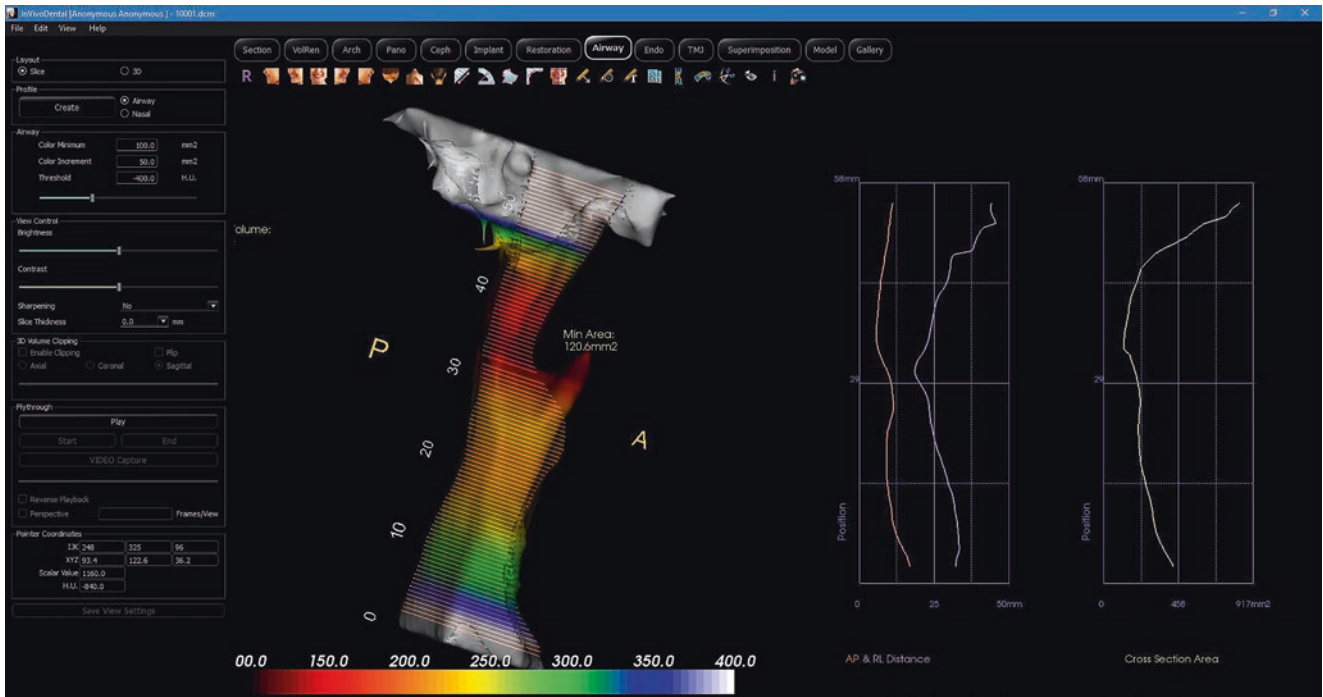 InVivoDental [Anonymous Anonymous ] - 10001.dcm
File Edit View Help
Layout
Slice 3D
Profile
Create
Airway
Nasal
Airway
Color Minimum 100.0 mm2
Color Increment 50.0 mm2
Threshold -400.0 H.U.
View Control
Brightness
Contrast
Sharpening No
Slice Thickness 0.0 mm
3D Volume Clipping
Enable Clipping Flip
Axial Coronal Sagittal
Flythrough
Play
Start End
VIDEO Capture
Reverse Playback
Perspective Frames/View
Pointer Coordinates
IJK 248 325 96
XYZ 93.4 122.6 36.2
Scalar Value 1160.0
H.U. -840.0
Save View Settings
Section VolRen Arch Pano Ceph Implant Restoration Airway Endo TMJ Superimposition Model Gallery
R i
olume:
50
40
30
20
10
0
P
A
Min Area:
120.6mm2
00.0 150.0 200.0 250.0 300.0 350.0 400.0
58mm
29
Position
0 25 50mm
AP & RL Distance
58mm
29
Position
0 458 917mm2
Cross Section Area